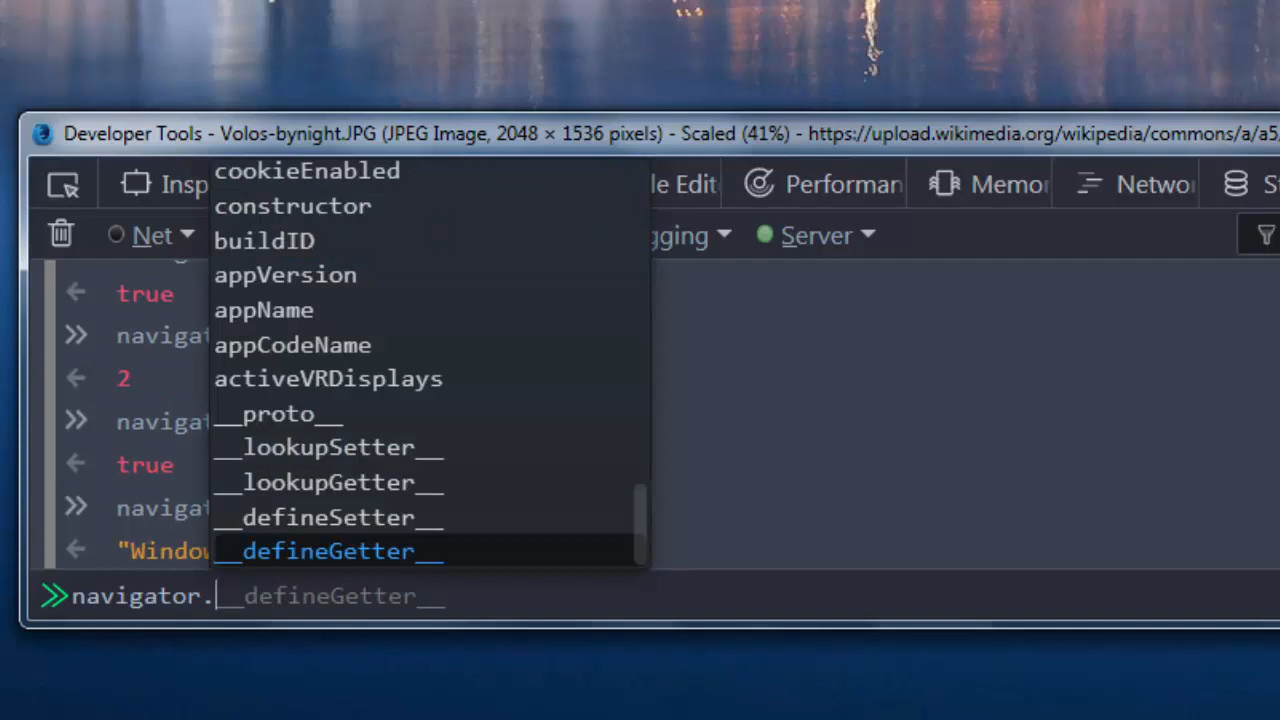 Developer Tools - Volos-bynight.JPG (JPEG Image, 2048 × 1536 pixels) - Scaled (41%) - https://upload.wikimedia.org/wikipedia/commons/a/a5/
Insp le Edit Performan Memo Netwo S
Net gging Server
cookieEnabled
constructor
buildID
appVersion
appName
appCodeName
activeVRDisplays
__proto__
__lookupSetter__
__lookupGetter__
__defineSetter__
__defineGetter__
true
navigat
2
navigat
true
navigat
"Window
navigator.__defineGetter__